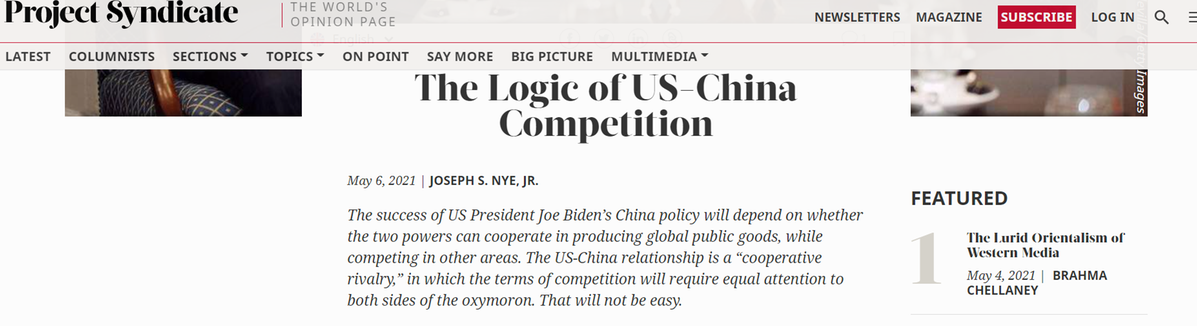 Project Syndicate
THE WORLD'S
OPINION PAGE
NEWSLETTERS MAGAZINE SUBSCRIBE LOG IN
LATEST COLUMNISTS SECTIONS TOPICS ON POINT SAY MORE BIG PICTURE MULTIMEDIA
English
Images
The Logic of US-China
Competition
May 6, 2021 | JOSEPH S. NYE, JR.
The success of US President Joe Biden’s China policy will depend on whether
the two powers can cooperate in producing global public goods, while
competing in other areas. The US-China relationship is a “cooperative
rivalry,” in which the terms of competition will require equal attention to
both sides of the oxymoron. That will not be easy.
FEATURED
1
The Lurid Orientalism of
Western Media
May 4, 2021 | BRAHMA
CHELLANEY